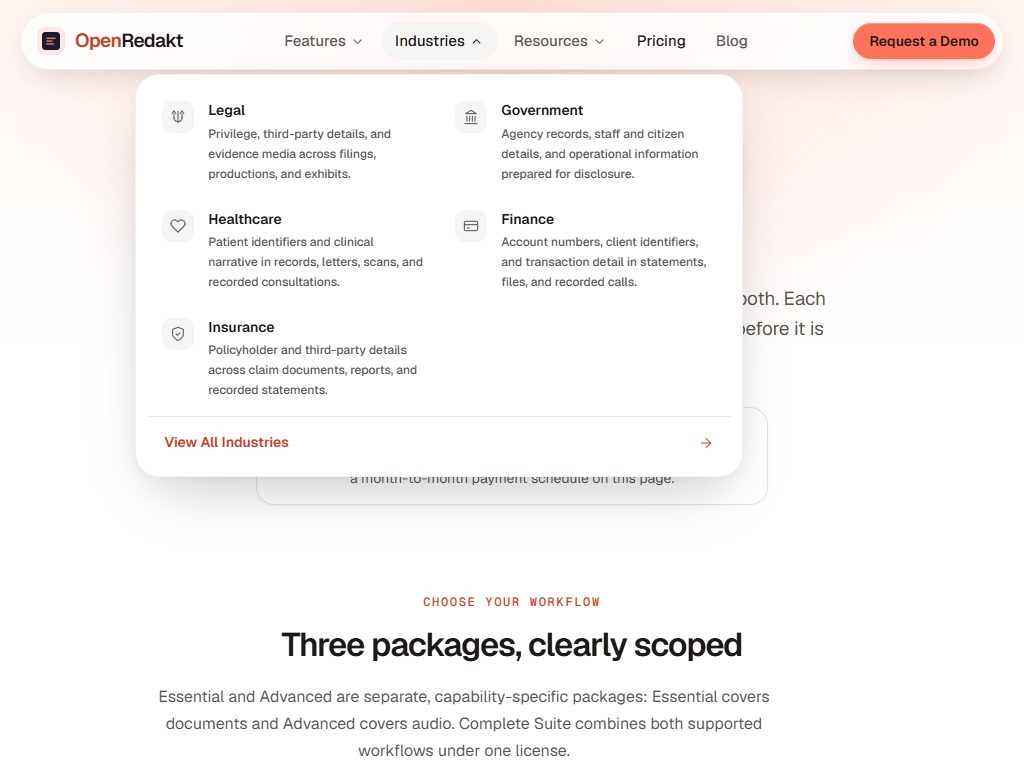 OpenRedakt
Features
Industries
Resources
Pricing
Blog
Request a Demo
Legal
Privilege, third-party details, and
evidence media across filings,
productions, and exhibits.
Government
Agency records, staff and citizen
details, and operational information
prepared for disclosure.
Healthcare
Patient identifiers and clinical
narrative in records, letters, scans, and
recorded consultations.
Finance
Account numbers, client identifiers,
and transaction detail in statements,
files, and recorded calls.
Insurance
Policyholder and third-party details
across claim documents, reports, and
recorded statements.
View All Industries
both. Each
before it is
a month-to-month payment schedule on this page.
CHOOSE YOUR WORKFLOW
Three packages, clearly scoped
Essential and Advanced are separate, capability-specific packages: Essential covers
documents and Advanced covers audio. Complete Suite combines both supported
workflows under one license.